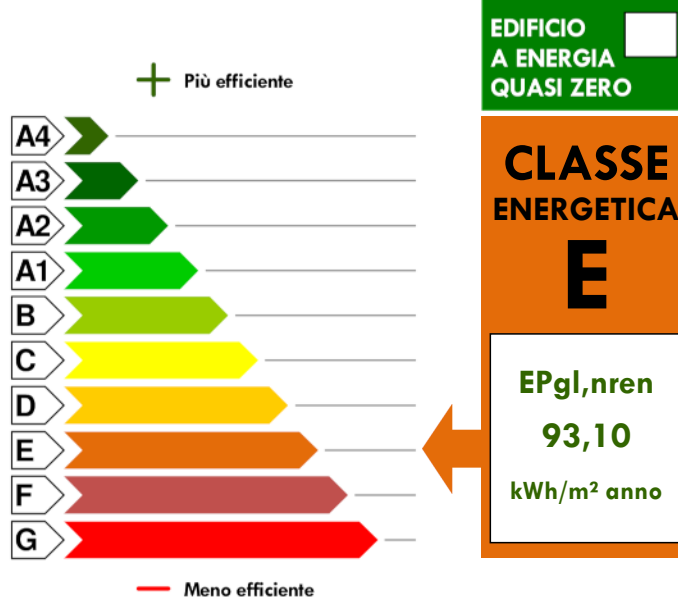 Più efficiente
A4
A3
A2
A1
B
C
D
E
F
G
Meno efficiente
EDIFICIO
A ENERGIA
QUASI ZERO
CLASSE
ENERGETICA
E
EPgl,nren
93,10
kWh/m² anno